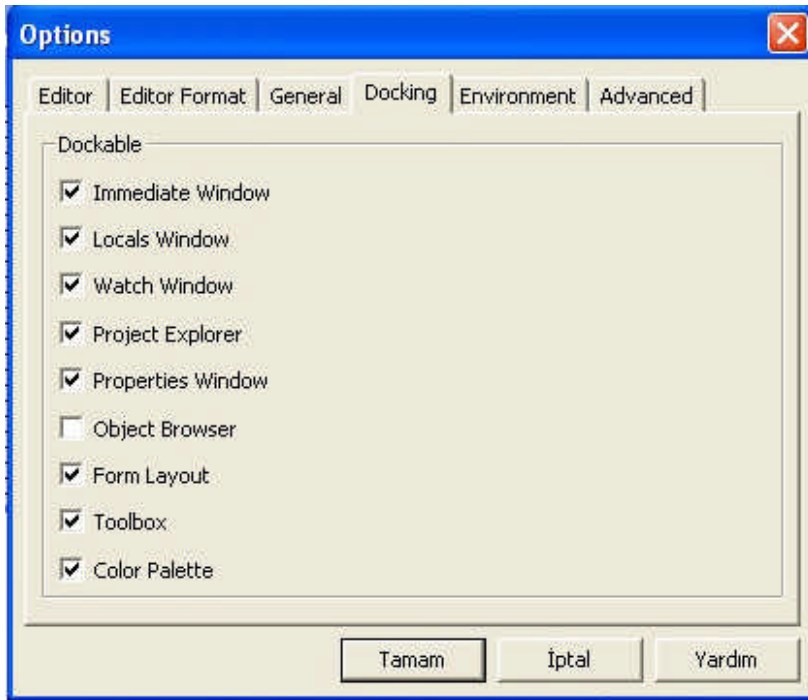 Options
Editor Editor Format General Docking Environment Advanced
Dockable
Immediate Window
Locals Window
Watch Window
Project Explorer
Properties Window
Object Browser
Form Layout
Toolbox
Color Palette
Tamam İptal Yardım